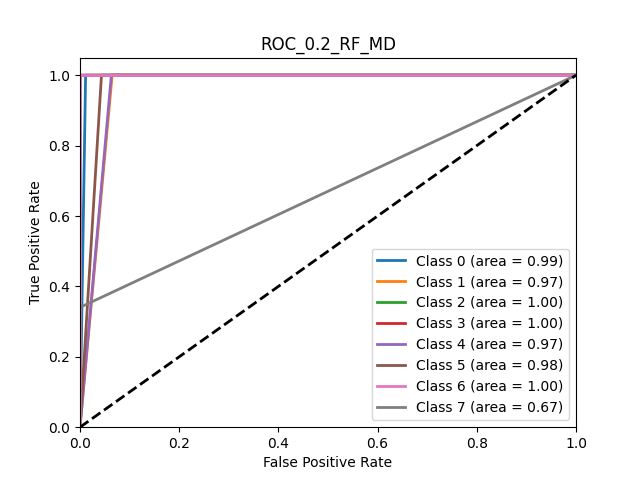 ROC_0.2_RF_MD
1.0
0.8
0.6
0.4
0.2
0.0
True Positive Rate
Class 0 (area = 0.99)
Class 1 (area = 0.97)
Class 2 (area = 1.00)
Class 3 (area = 1.00)
Class 4 (area = 0.97)
Class 5 (area = 0.98)
Class 6 (area = 1.00)
Class 7 (area = 0.67)
0.0 0.2 0.4 0.6 0.8 1.0
False Positive Rate